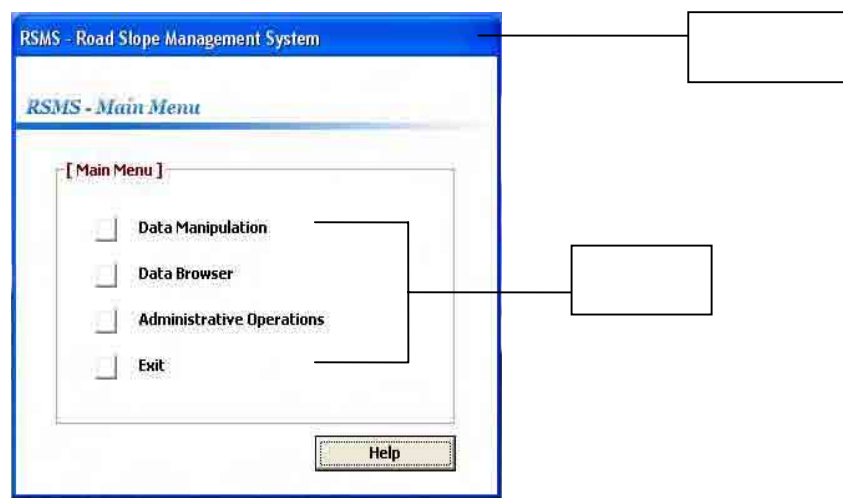 RSMS - Road Slope Management System
RSMS - Main Menu
[ Main Menu ]
Data Manipulation
Data Browser
Administrative Operations
Exit
Help